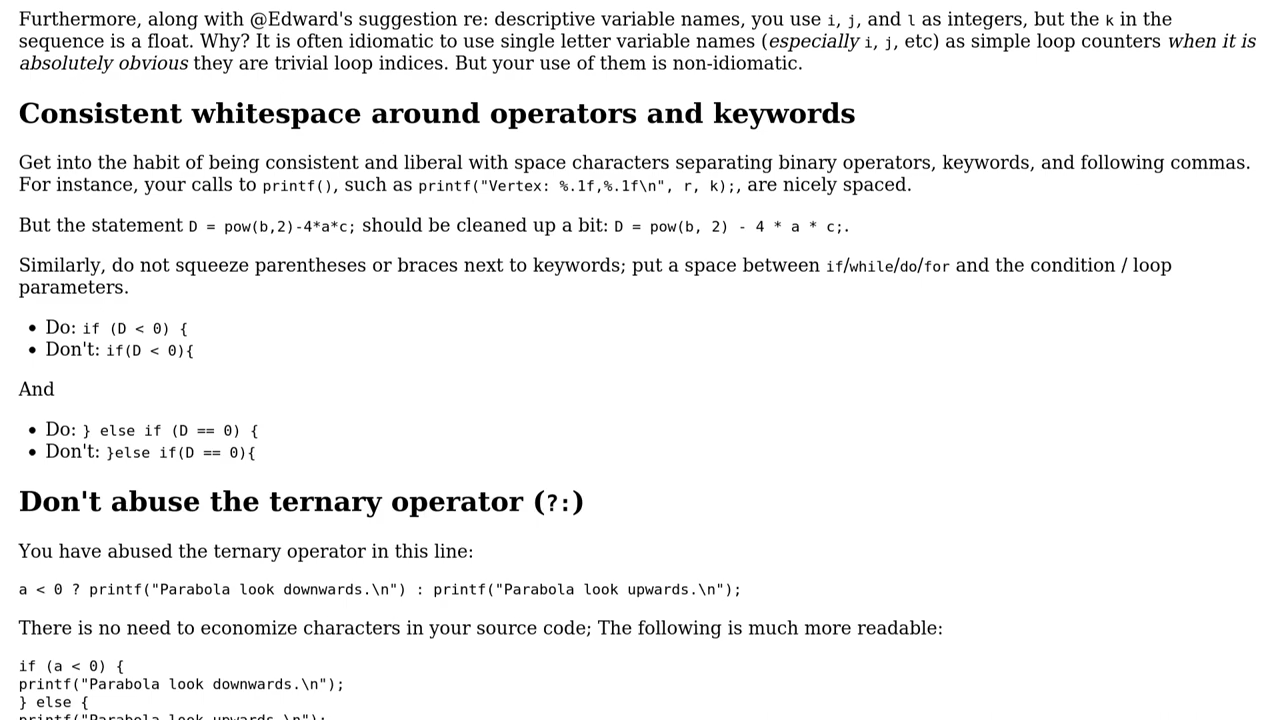 Furthermore, along with @Edward's suggestion re: descriptive variable names, you use i, j, and l as integers, but the k in the
sequence is a float. Why? It is often idiomatic to use single letter variable names (especially i, j, etc) as simple loop counters when it is
absolutely obvious they are trivial loop indices. But your use of them is non-idiomatic.
Consistent whitespace around operators and keywords
Get into the habit of being consistent and liberal with space characters separating binary operators, keywords, and following commas.
For instance, your calls to printf(), such as printf("Vertex: %.1f,%.1f\n", r, k);, are nicely spaced.
But the statement D = pow(b,2)-4*a*c; should be cleaned up a bit: D = pow(b, 2) - 4 * a * c;.
Similarly, do not squeeze parentheses or braces next to keywords; put a space between if/while/do/for and the condition / loop
parameters.
• Do: if (D < 0) {
• Don't: if(D < 0){
And
• Do: } else if (D == 0) {
• Don't: }else if(D == 0){
Don't abuse the ternary operator (?:)
You have abused the ternary operator in this line:
a < 0 ? printf("Parabola look downwards.\n") : printf("Parabola look upwards.\n");
There is no need to economize characters in your source code; The following is much more readable:
if (a < 0) {
printf("Parabola look downwards.\n");
} else {
printf("Parabola look upwards.\n");